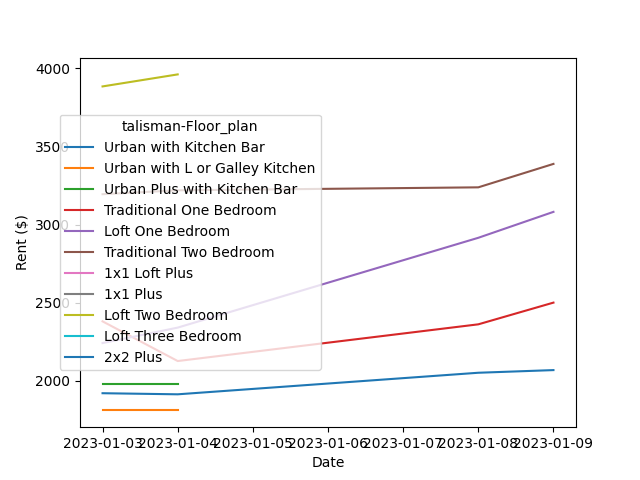 4000
3500
3000
2500
2000
Rent ($)
talisman-Floor_plan
Urban with Kitchen Bar
Urban with L or Galley Kitchen
Urban Plus with Kitchen Bar
Traditional One Bedroom
Loft One Bedroom
Traditional Two Bedroom
1x1 Loft Plus
1x1 Plus
Loft Two Bedroom
Loft Three Bedroom
2x2 Plus
2023-01-03 2023-01-04 2023-01-05 2023-01-06 2023-01-07 2023-01-08 2023-01-09
Date